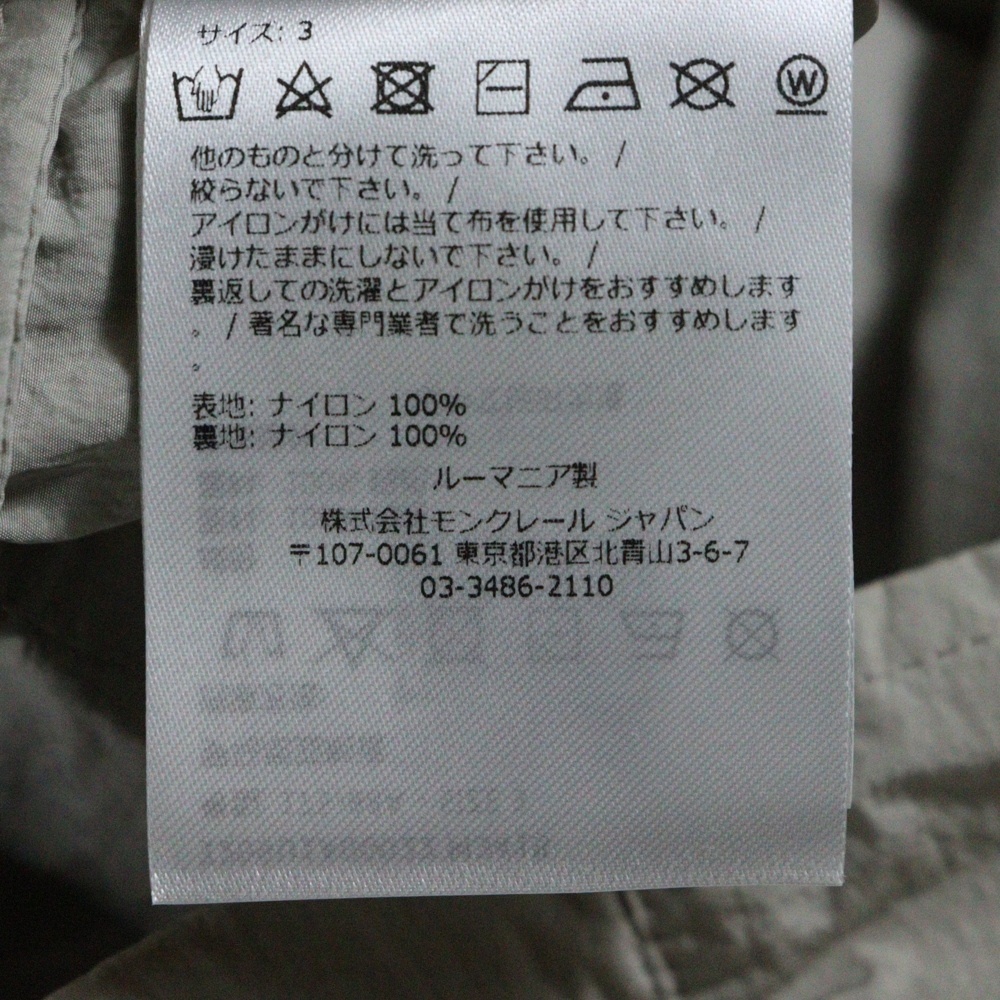 サイズ: 3
W
他のものと分けて洗って下さい。 /
絞らないで下さい。 /
アイロンがけには当て布を使用して下さい。 /
浸けたままにしないで下さい。 /
裏返しての洗濯とアイロンがけをおすすめします
。 / 著名な専門業者で洗うことをおすすめします
。
表地: ナイロン 100%
裏地: ナイロン 100%
ルーマニア製
株式会社モンクレール ジャパン
〒107-0061 東京都港区北青山3-6-7
03-3486-2110